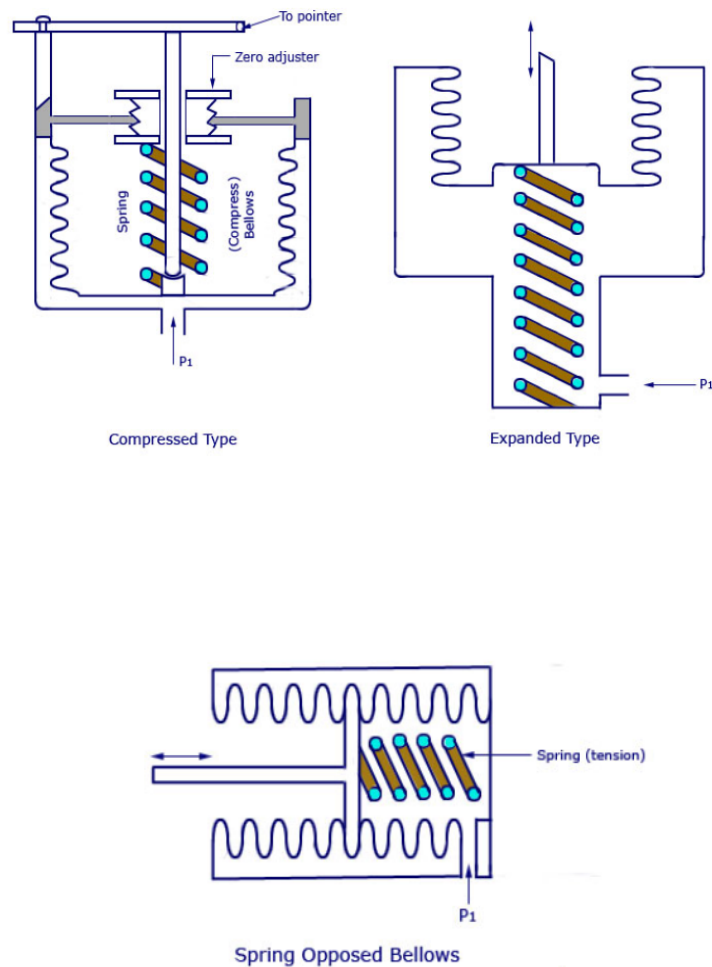 To pointer
Zero adjuster
Spring
(Compress)
Bellows
P1
Compressed Type
P1
Expanded Type
Spring (tension)
P1
Spring Opposed Bellows